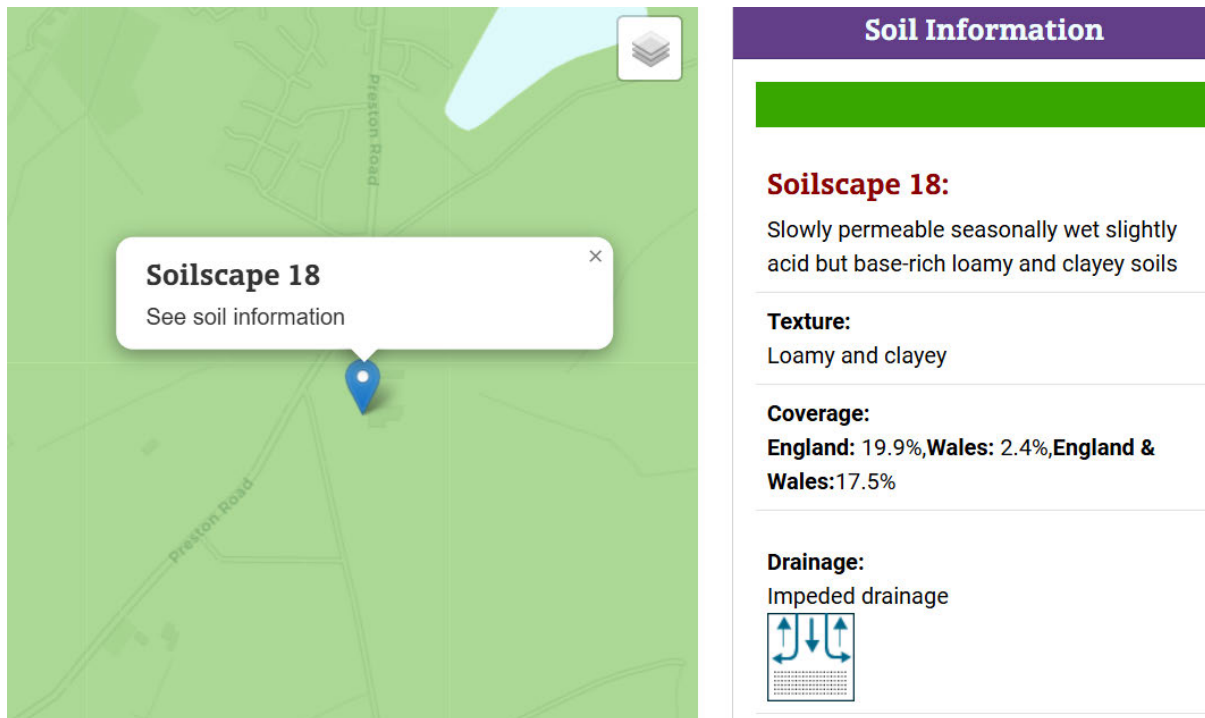 Preston Road
Soilscape 18
×
See soil information
Preston Road
Soil Information
Soilscape 18:
Slowly permeable seasonally wet slightly
acid but base-rich loamy and clayey soils
Texture:
Loamy and clayey
Coverage:
England: 19.9%,Wales: 2.4%,England &
Wales:17.5%
Drainage:
Impeded drainage